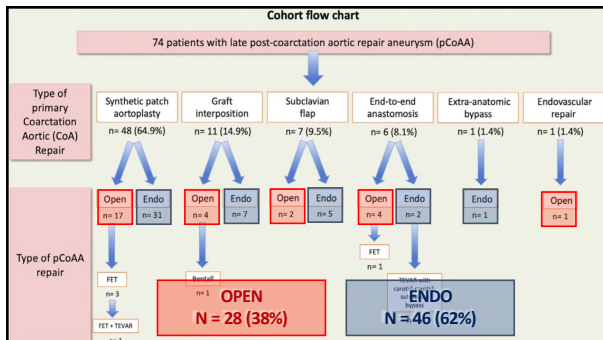 Cohort flow chart
74 patients with late post-coarctation aortic repair aneurysm (pCoAA)
Type of
primary
Coarctation
Aortic (CoA)
Repair
Synthetic patch
aortoplasty
Graft
interposition
Subclavian
flap
End-to-end
anastomosis
Extra-anatomic
bypass
Endovascular
repair
n= 48 (64.9%)
n= 11 (14.9%)
n= 7 (9.5%)
n= 6 (8.1%)
n= 1 (1.4%)
n= 1 (1.4%)
Type of pCoAA
repair
Open
n= 17
Endo
n= 31
Open
n= 4
Endo
n= 7
Open
n= 2
Endo
n= 5
Open
n= 4
Endo
n= 2
Endo
n= 1
Open
n= 1
FET
n= 3
FET + TEVAR
Bentall
n= 1
FET
n= 1
TEVAR with
bypass
OPEN
N = 28 (38%)
ENDO
N = 46 (62%)